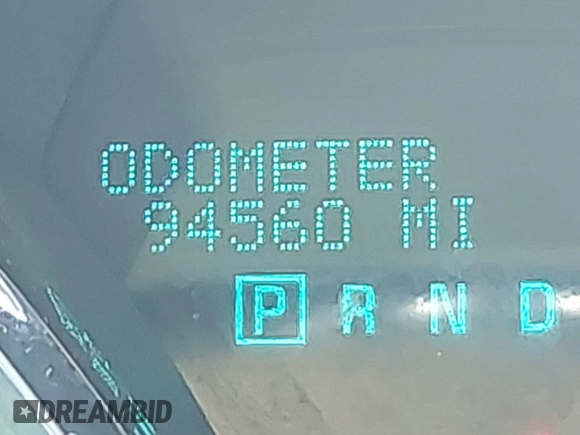 ODOMETER
94560 MI
P R N D
DREAMBID